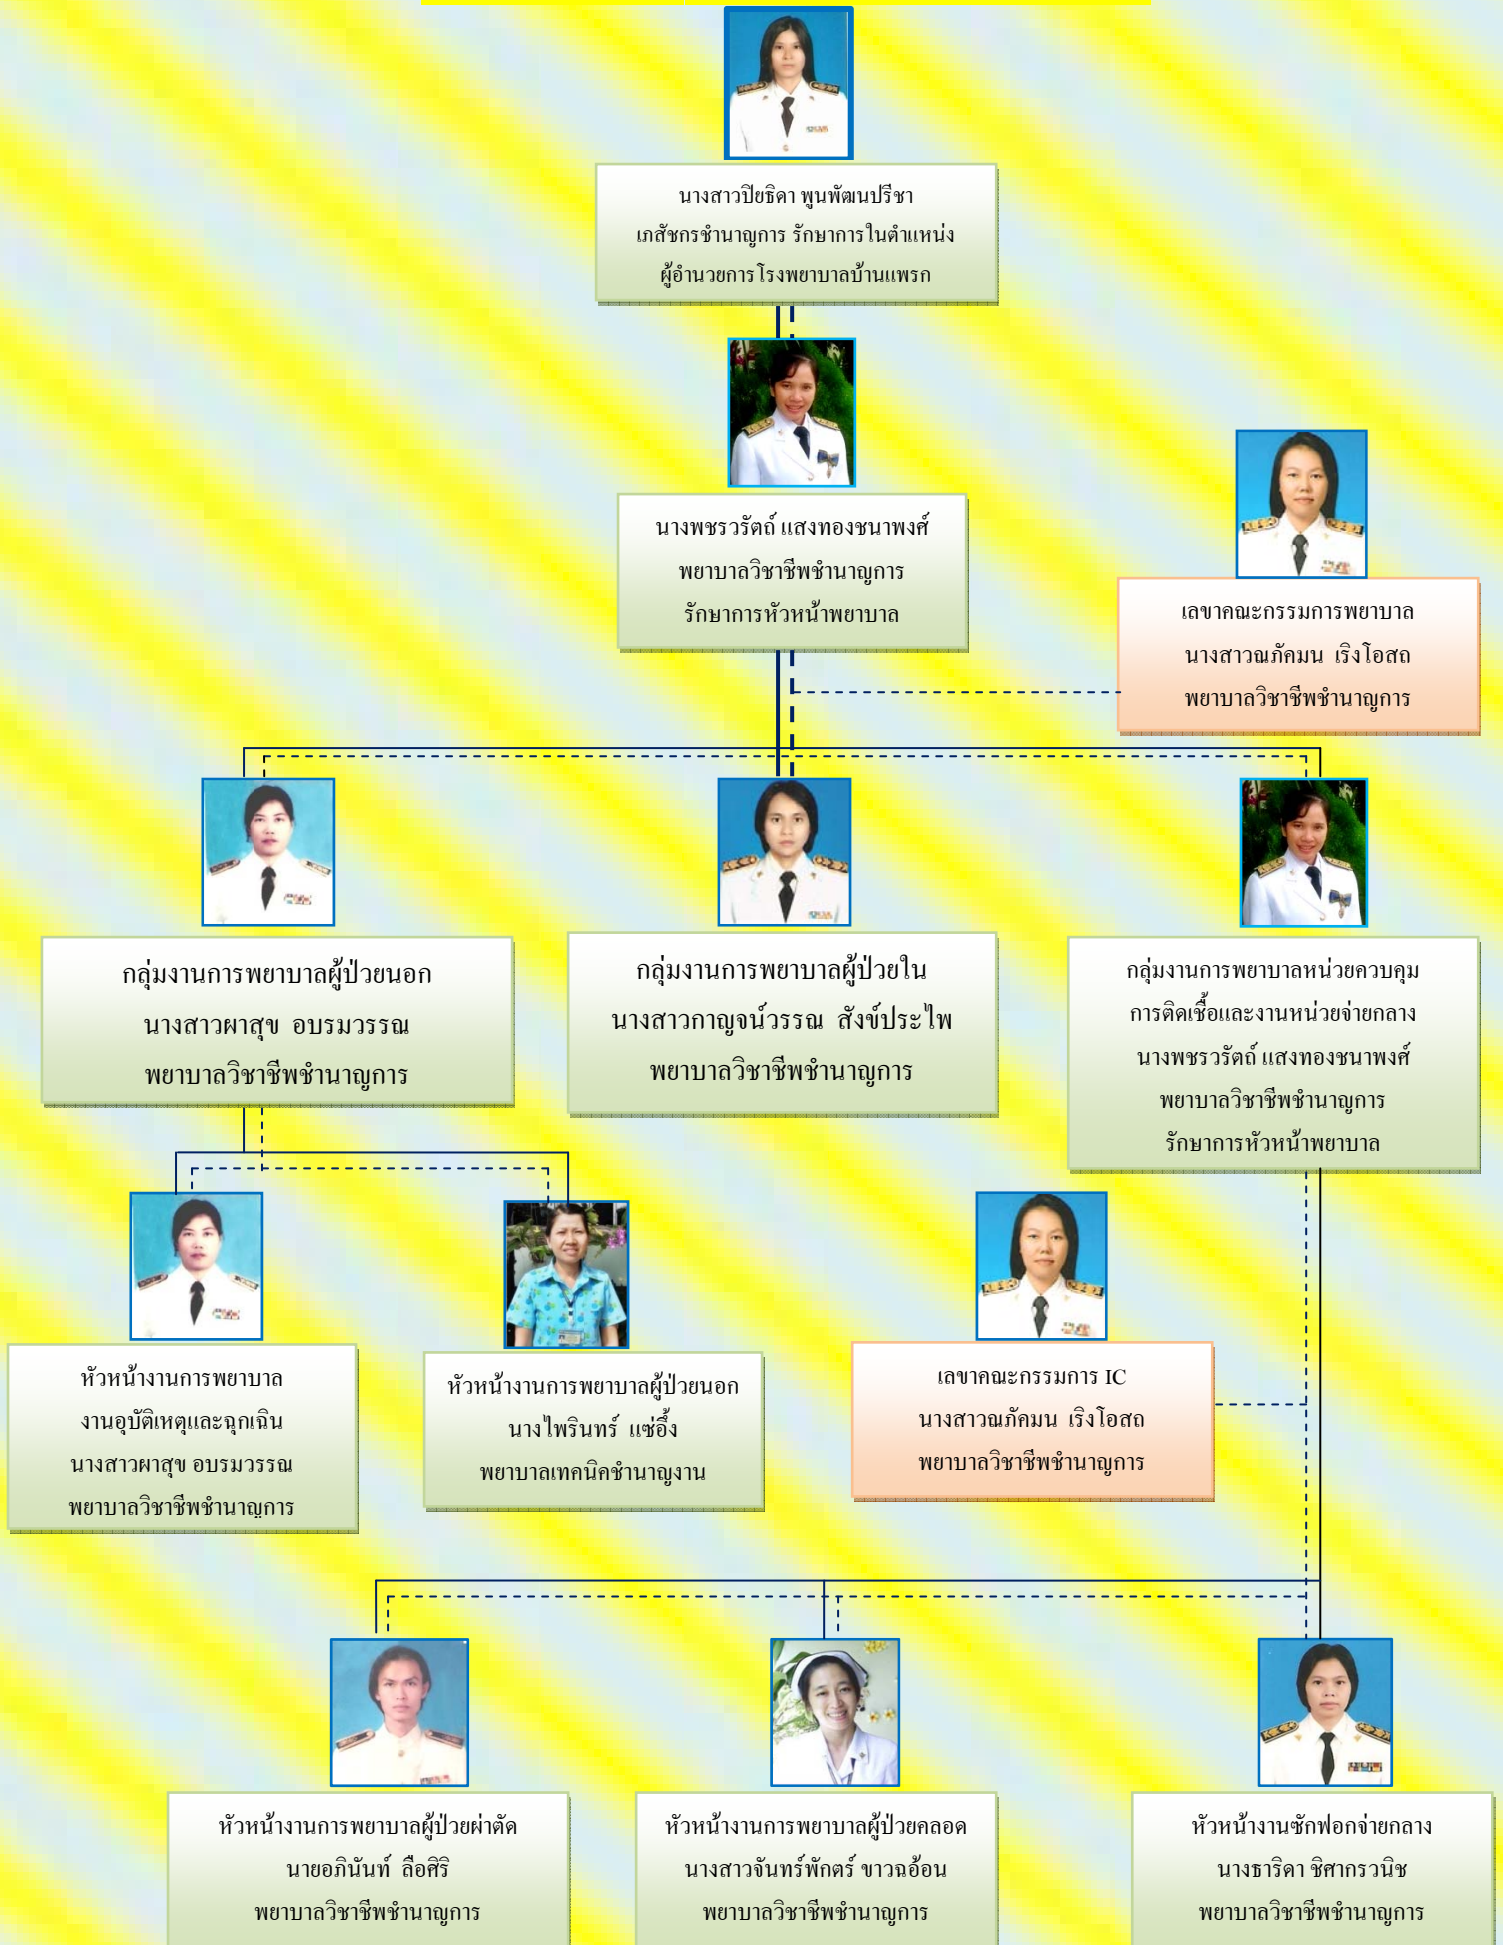 นางสาวปิยธิดา พูนพัฒนปรีชา
เภสัชกรชำนาญการ รักษาการในตำแหน่ง
ผู้อำนวยการโรงพยาบาลบ้านแพรก
นางพชรวรัตถ์ แสงทองชนาพงศ์
พยาบาลวิชาชีพชำนาญการ
รักษาการหัวหน้าพยาบาล
เลขาคณะกรรมการพยาบาล
นางสาวณภัคมน เริงโอสถ
พยาบาลวิชาชีพชำนาญการ
กลุ่มงานการพยาบาลผู้ป่วยนอก
นางสาวผาสุข อบรมวรรณ
พยาบาลวิชาชีพชำนาญการ
กลุ่มงานการพยาบาลผู้ป่วยใน
นางสาวกาญจน์วรรณ สังข์ประไพ
พยาบาลวิชาชีพชำนาญการ
กลุ่มงานการพยาบาลหน่วยควบคุม
การติดเชื้อและงานหน่วยจ่ายกลาง
นางพชรวรัตถ์ แสงทองชนาพงศ์
พยาบาลวิชาชีพชำนาญการ
รักษาการหัวหน้าพยาบาล
หัวหน้างานการพยาบาล
งานอุบัติเหตุและฉุกเฉิน
นางสาวผาสุข อบรมวรรณ
พยาบาลวิชาชีพชำนาญการ
หัวหน้างานการพยาบาลผู้ป่วยนอก
นางไพรินทร์ แซ่อึ้ง
พยาบาลเทคนิคชำนาญงาน
เลขาคณะกรรมการ IC
นางสาวณภัคมน เริงโอสถ
พยาบาลวิชาชีพชำนาญการ
หัวหน้างานการพยาบาลผู้ป่วยผ่าตัด
นายอภินันท์ ลือศิริ
พยาบาลวิชาชีพชำนาญการ
หัวหน้างานการพยาบาลผู้ป่วยคลอด
นางสาวจันทร์พักตร์ ขาวฉอ้อน
พยาบาลวิชาชีพชำนาญการ
หัวหน้างานซักฟอกจ่ายกลาง
นางธาริดา ชิศากรวนิช
พยาบาลวิชาชีพชำนาญการ